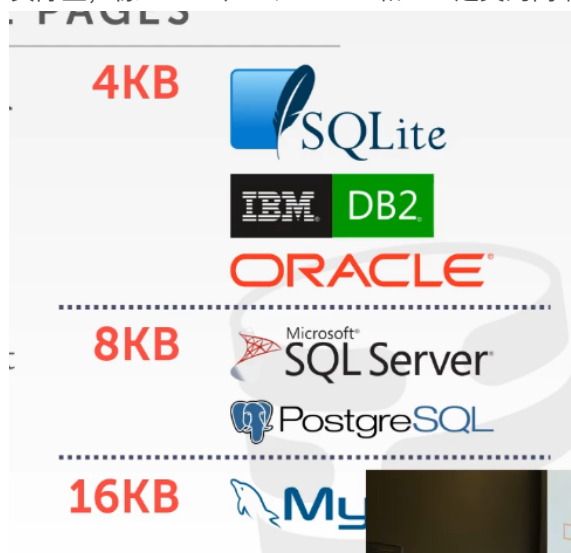 PAGES
4KB
SQLite
IBM DB2
ORACLE
8KB
Microsoft
SQL Server
PostgreSQL
16KB
My